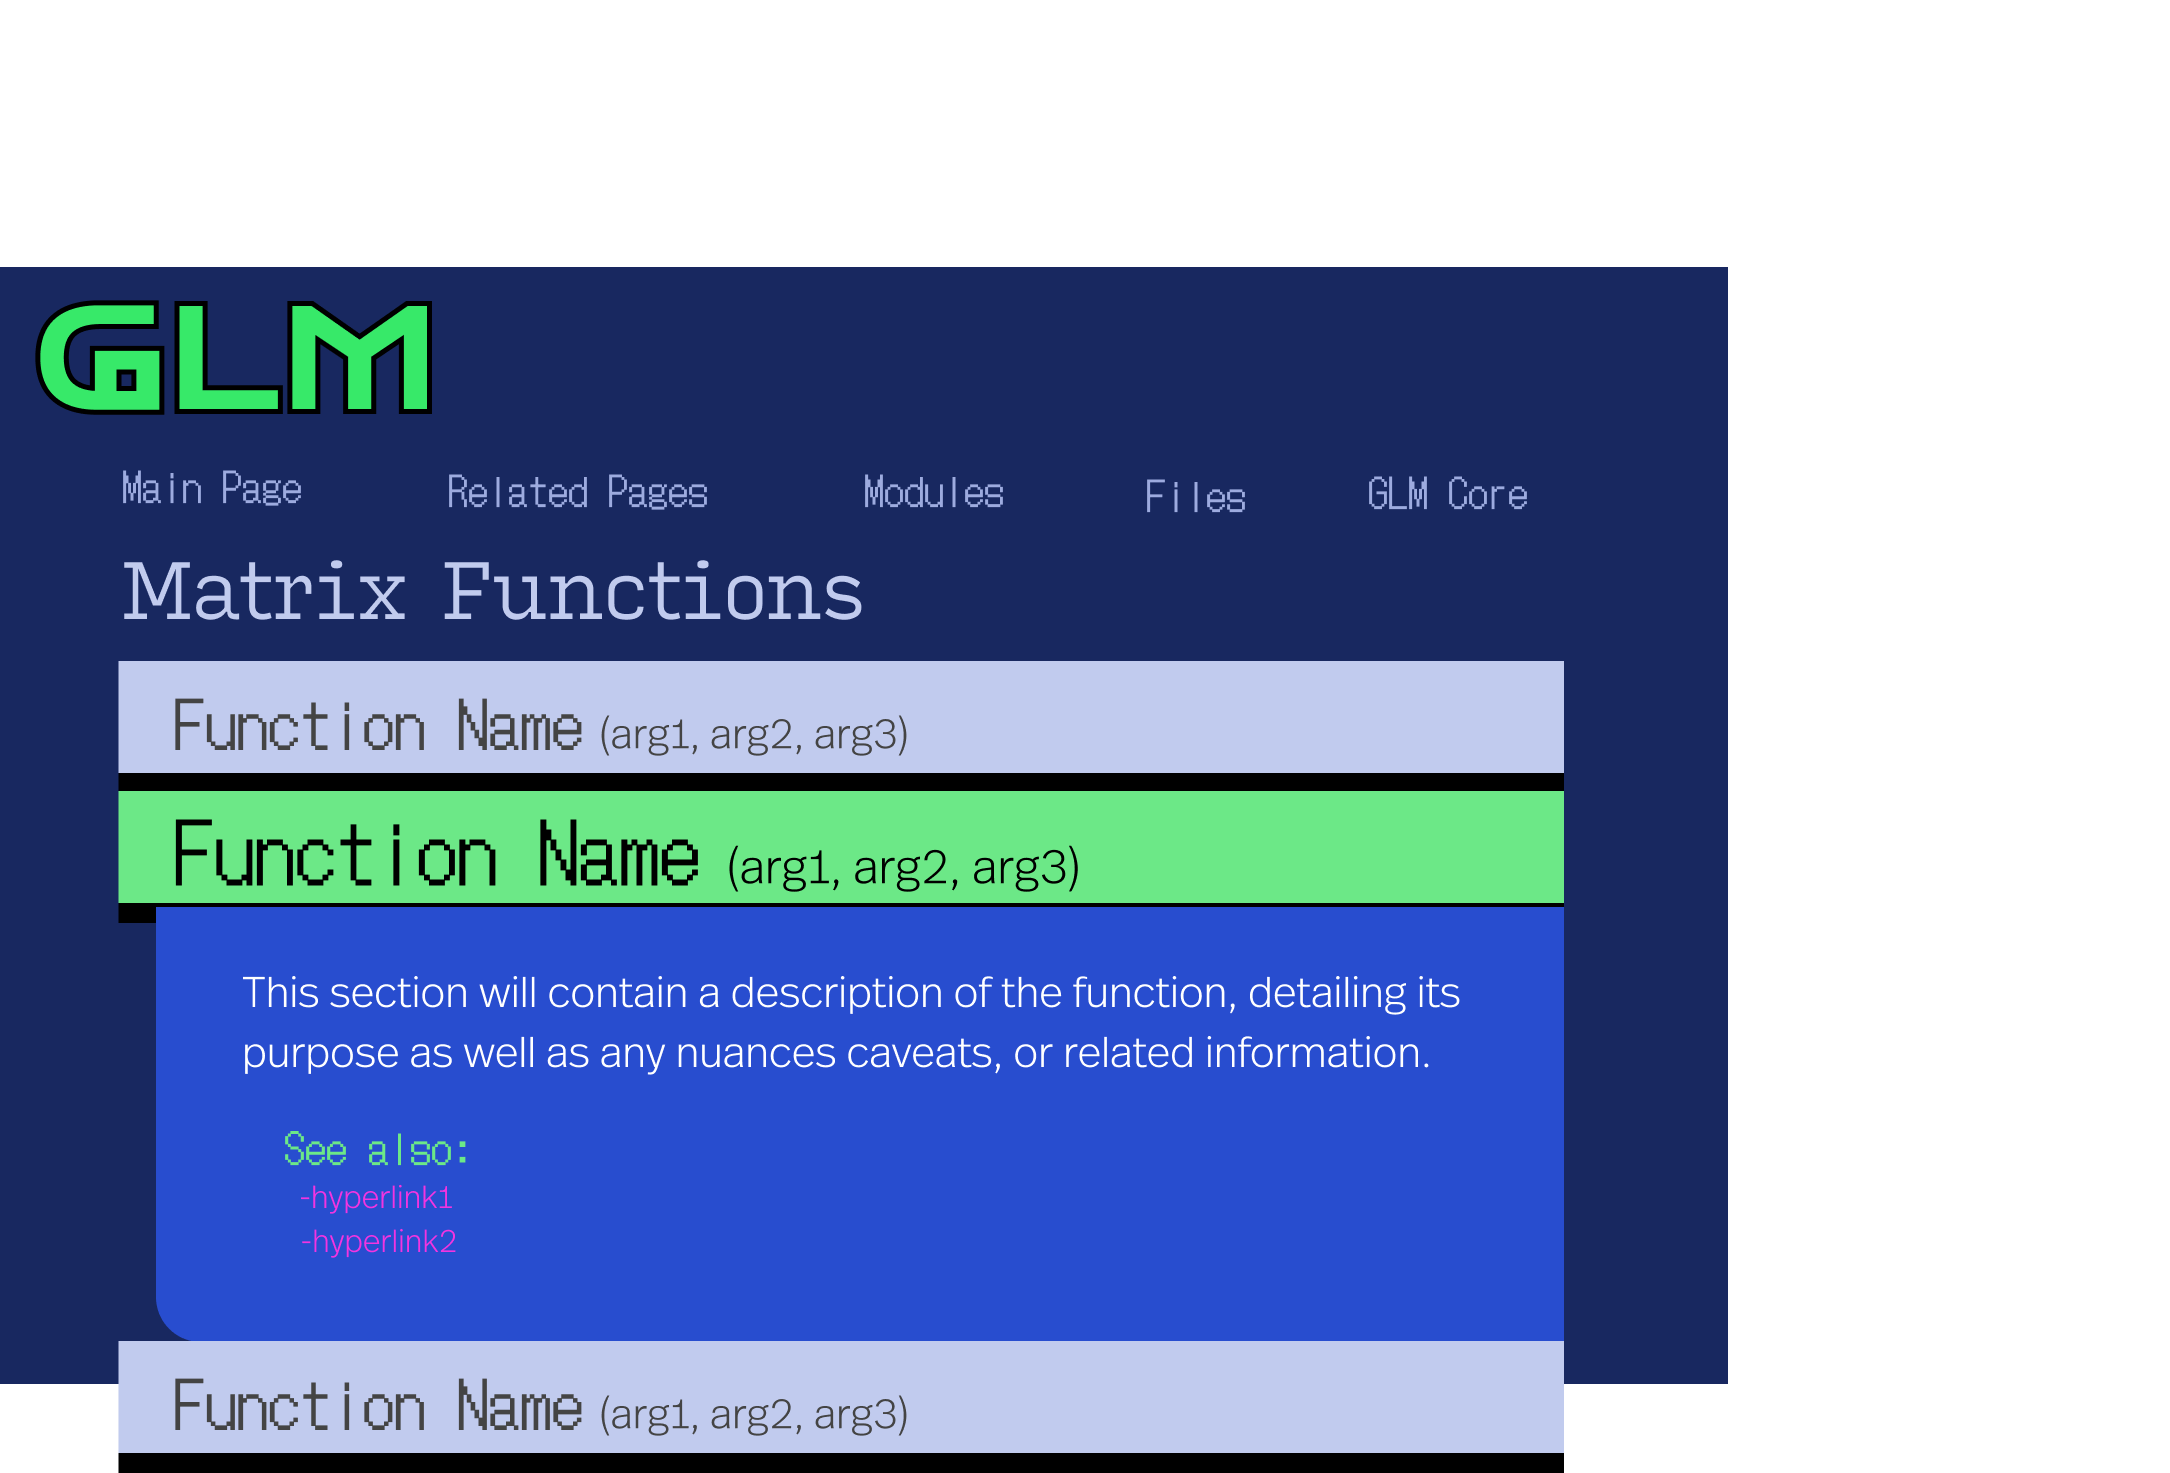 GLM
Main Page Related Pages Modules Files GLM Core
Matrix Functions
Function Name (arg1, arg2, arg3)
Function Name (arg1, arg2, arg3)
This section will contain a description of the function, detailing its
purpose as well as any nuances caveats, or related information.
See also:
-hyperlink1
-hyperlink2
Function Name (arg1, arg2, arg3)